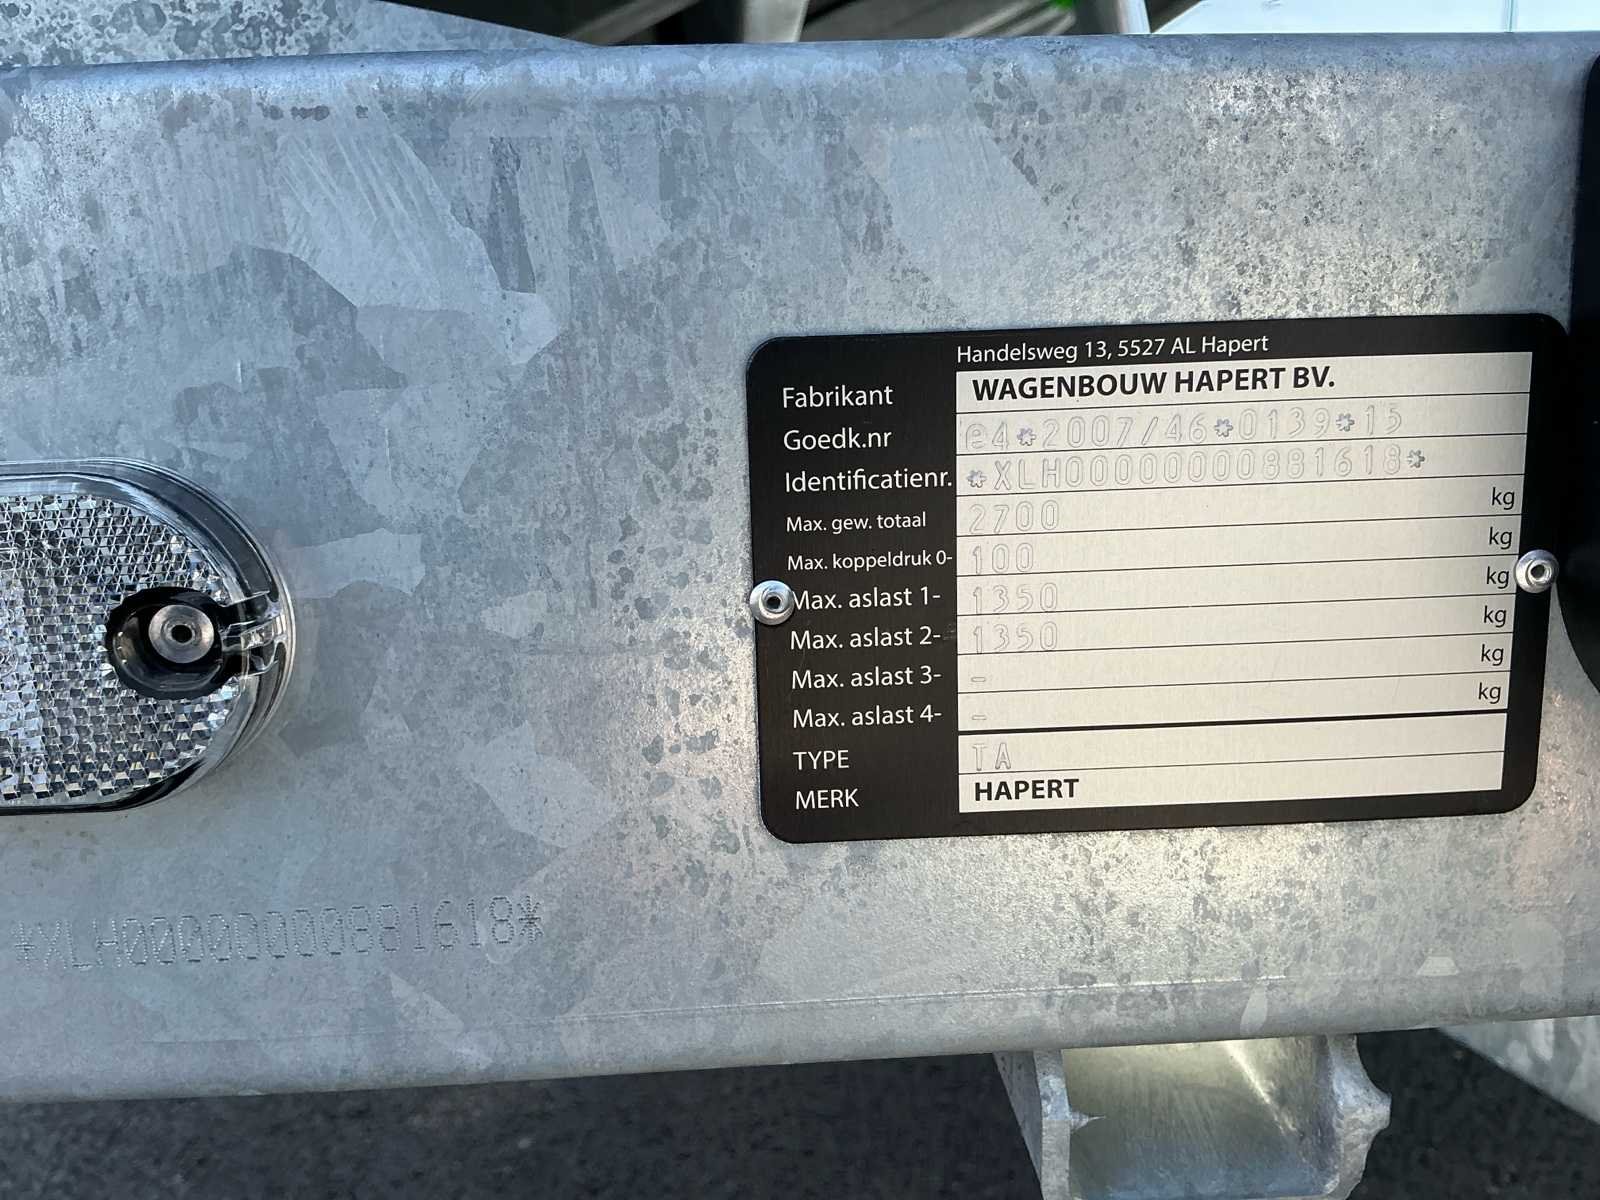 Handelsweg 13, 5527 AL Hapert
Fabrikant WAGENBOUW HAPERT BV.
Goedk.nr e4*2007/46*0139*15
Identificatienr. *XLH00000000881618*
Max. gew. totaal 2700 kg
Max. koppeldruk 0- 100 kg
Max. aslast 1- 1350 kg
Max. aslast 2- 1350 kg
Max. aslast 3- - kg
Max. aslast 4- - kg
TYPE TA
MERK HAPERT
*XLH00000000881618*